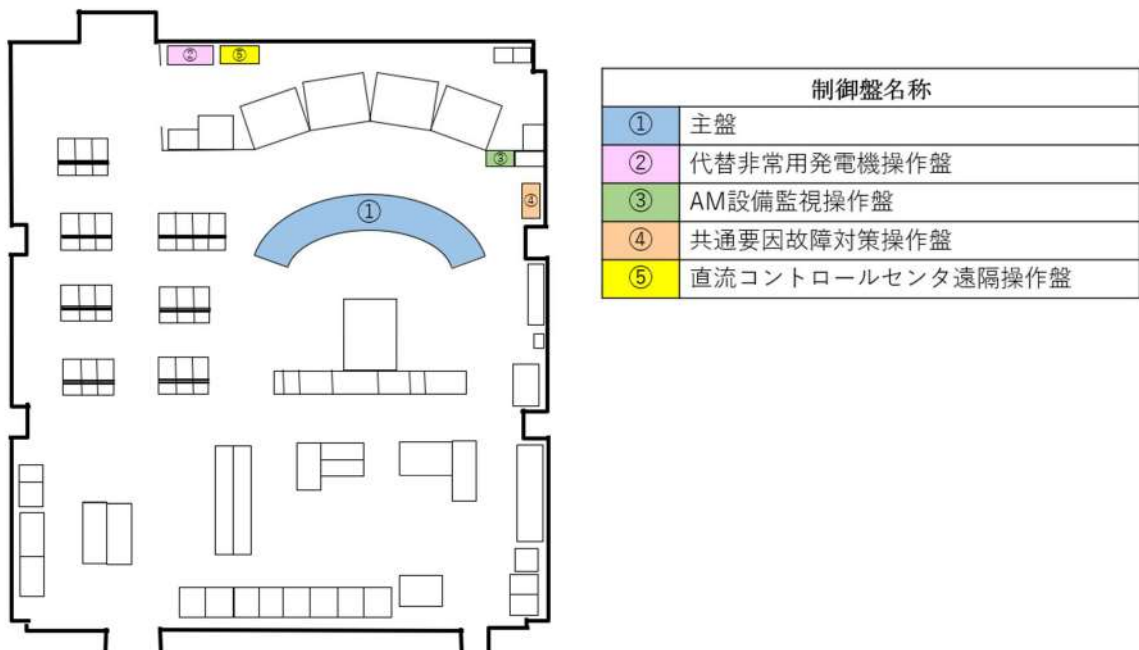 ② ⑤
③
④
①
制御盤名称
① 主盤
② 代替非常用発電機操作盤
③ AM設備監視操作盤
④ 共通要因故障対策操作盤
⑤ 直流コントロールセンタ遠隔操作盤